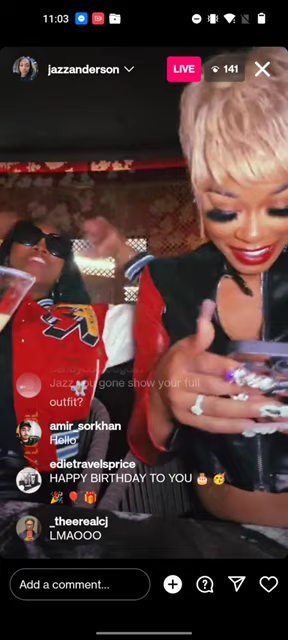 11:03
jazzanderson
LIVE
141
Jazz you gone show your full
outfit?
amir_sorkhan
Hello
edietravelsprice
HAPPY BIRTHDAY TO YOU 🎂 🥳
🎉 🎈 🎁
_theerealcj
LMAOOO
Add a comment...